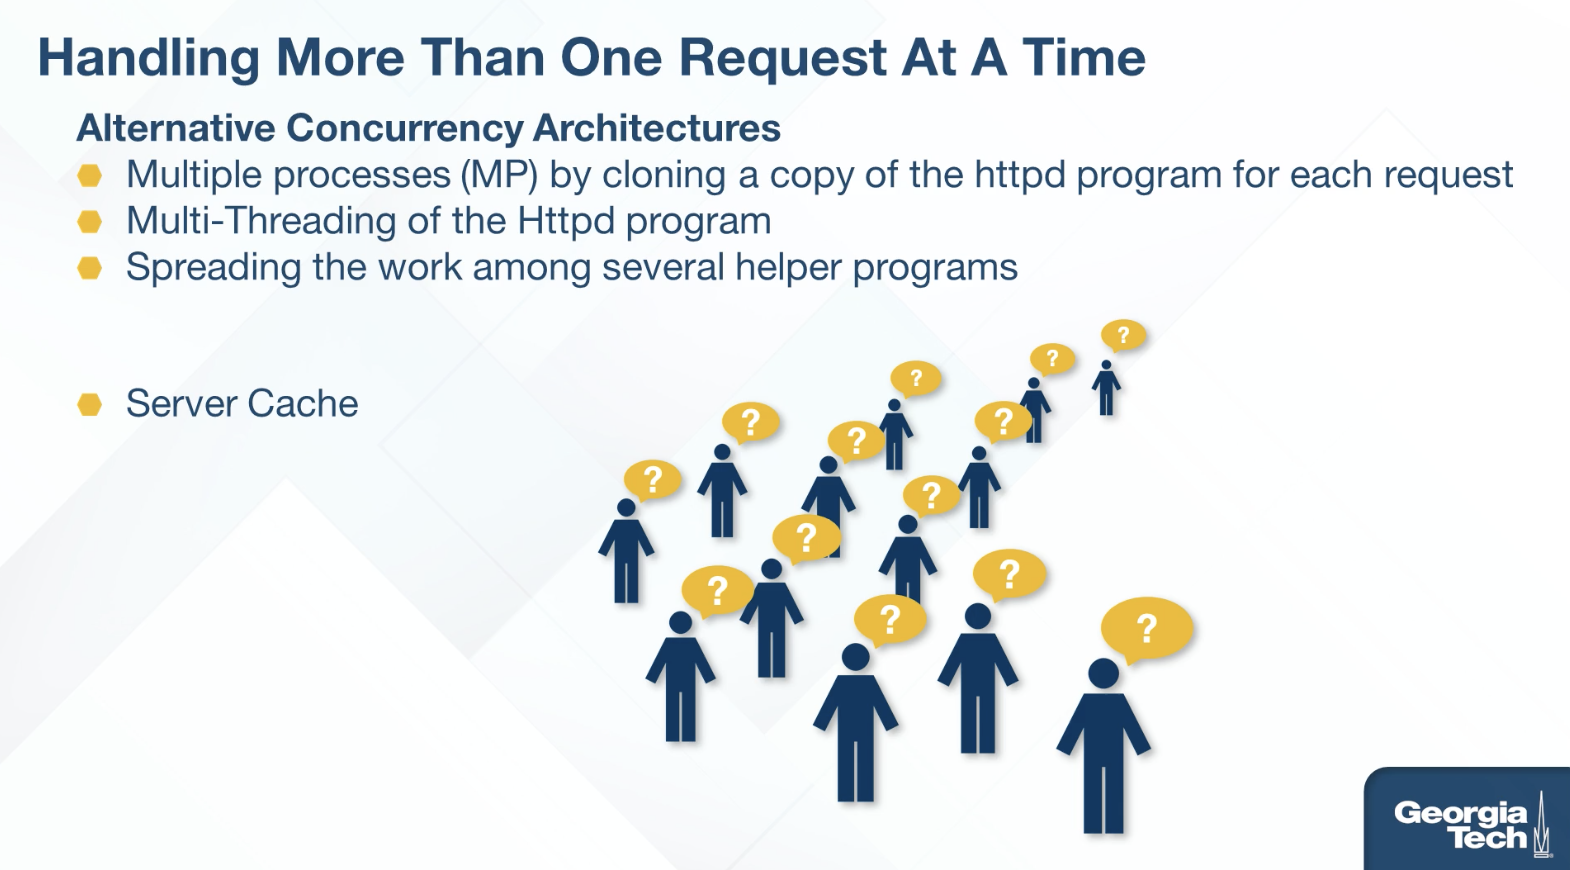 Handling More Than One Request At A Time
Alternative Concurrency Architectures
Multiple processes (MP) by cloning a copy of the httpd program for each request
Multi-Threading of the Httpd program
Spreading the work among several helper programs
Server Cache
?
?
?
?
?
?
?
?
?
?
?
?
?
Georgia
Tech